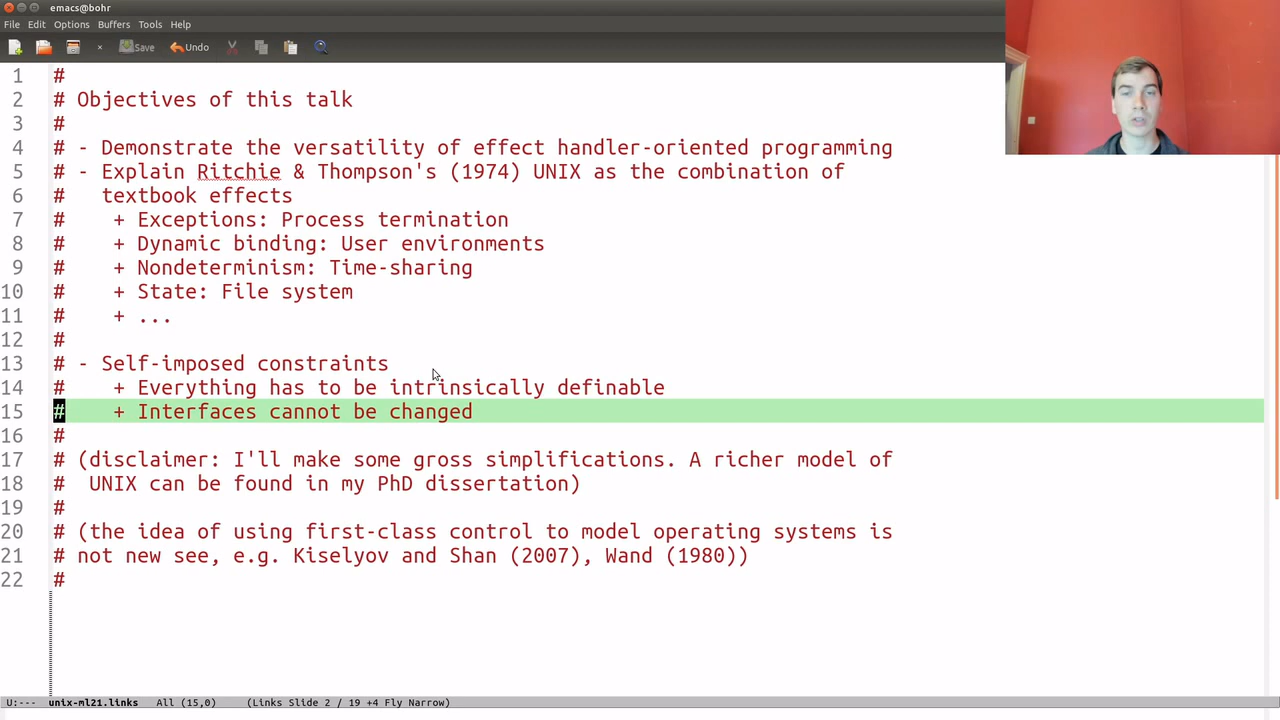 emacs@bohr
File Edit Options Buffers Tools Help
Save Undo
1 #
2 # Objectives of this talk
3 #
4 # - Demonstrate the versatility of effect handler-oriented programming
5 # - Explain Ritchie & Thompson's (1974) UNIX as the combination of
6 #   textbook effects
7 #    + Exceptions: Process termination
8 #    + Dynamic binding: User environments
9 #    + Nondeterminism: Time-sharing
10 #    + State: File system
11 #    + ...
12 #
13 # - Self-imposed constraints
14 #    + Everything has to be intrinsically definable
15 #    + Interfaces cannot be changed
16 #
17 # (disclaimer: I'll make some gross simplifications. A richer model of
18 #  UNIX can be found in my PhD dissertation)
19 #
20 # (the idea of using first-class control to model operating systems is
21 # not new see, e.g. Kiselyov and Shan (2007), Wand (1980))
22 #
U:--- unix-ml21.links All (15,0) (Links Slide 2 / 19 +4 Fly Narrow)